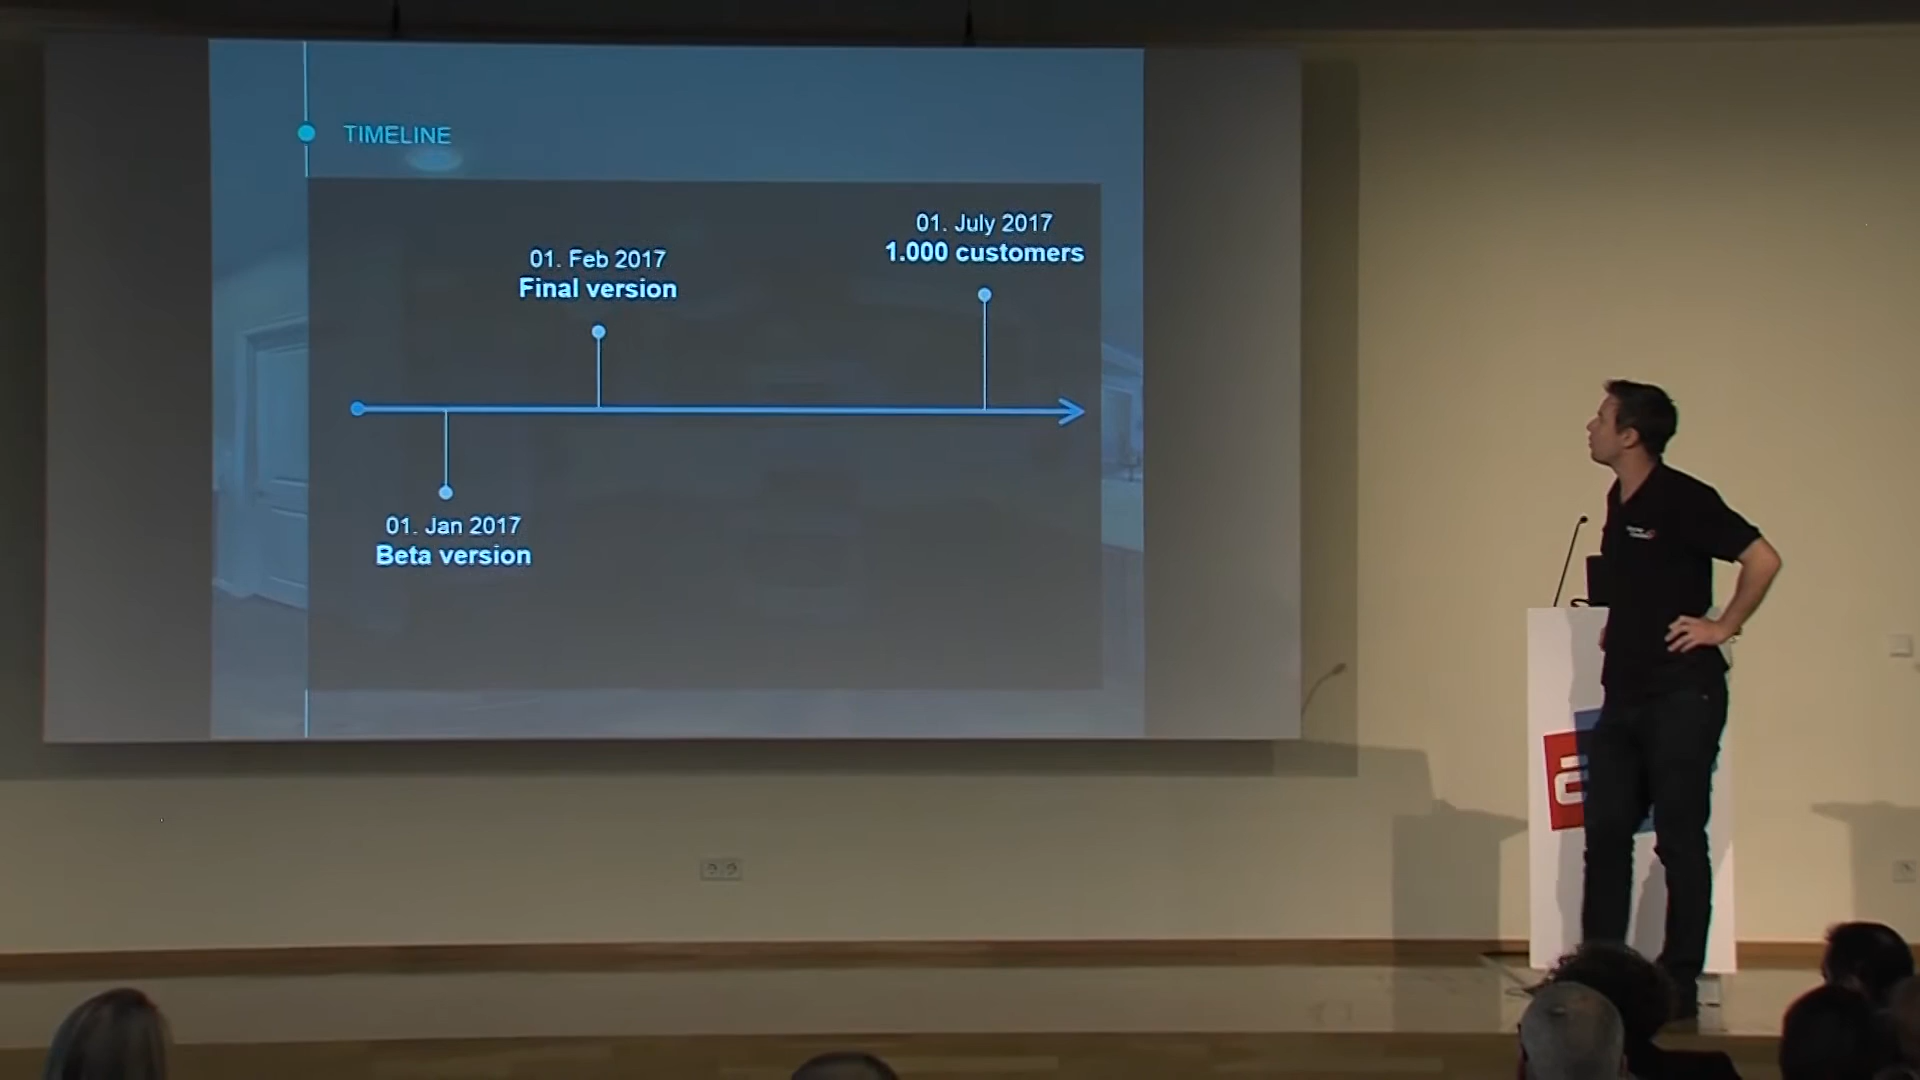 TIMELINE
01. July 2017
1.000 customers
01. Feb 2017
Final version
01. Jan 2017
Beta version